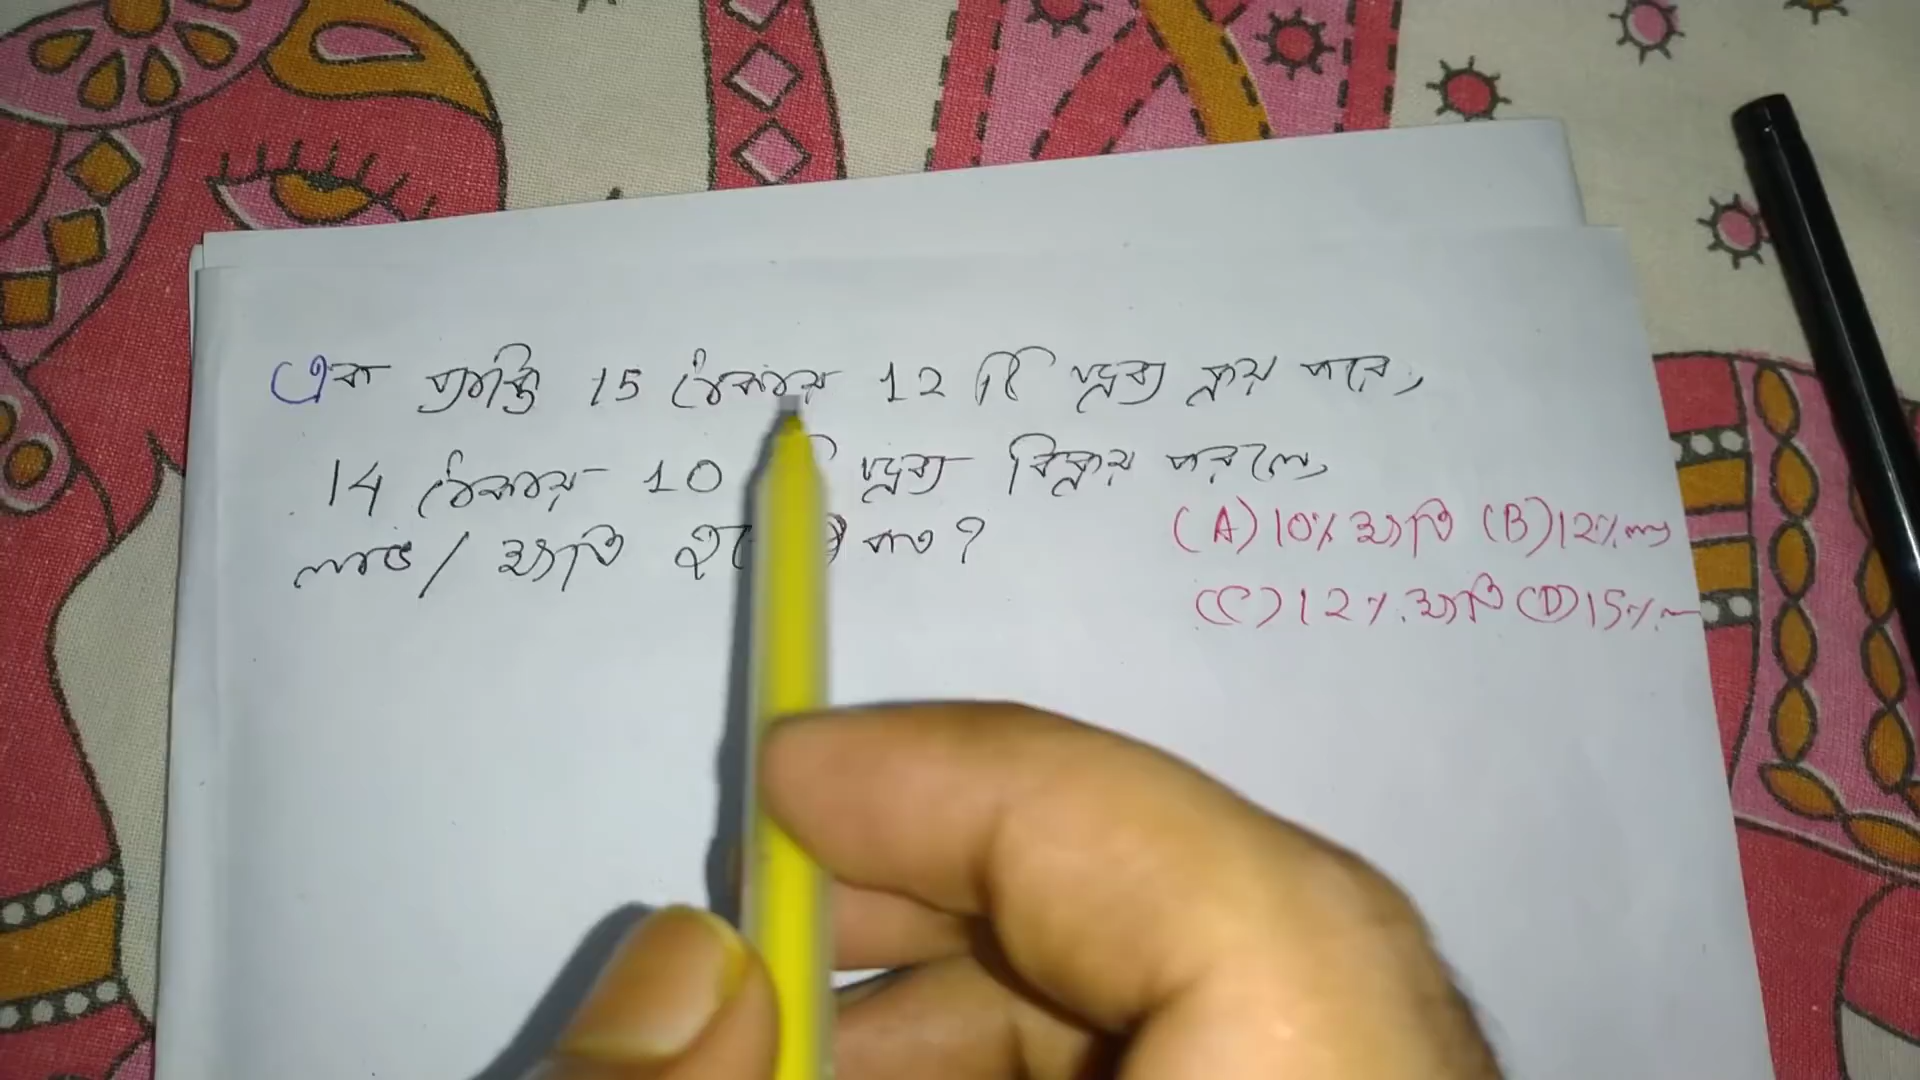 এক ব্যক্তি 15 টাকায় 12 টি দ্রব্য ক্রয় করে,
14 টাকায় 10 দ্রব্য বিক্রয় করলে,
লাভ/ ক্ষতি কত?
(A) 10% ক্ষতি (B) 12% লাভ
(C) 12% ক্ষতি (D) 15%